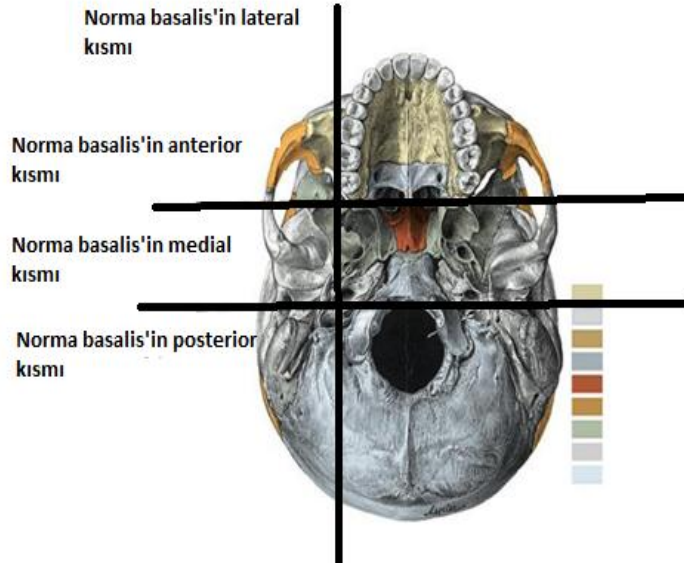 Norma basalis'in lateral
kısmı
Norma basalis'in anterior
kısmı
Norma basalis'in medial
kısmı
Norma basalis'in posterior
kısmı